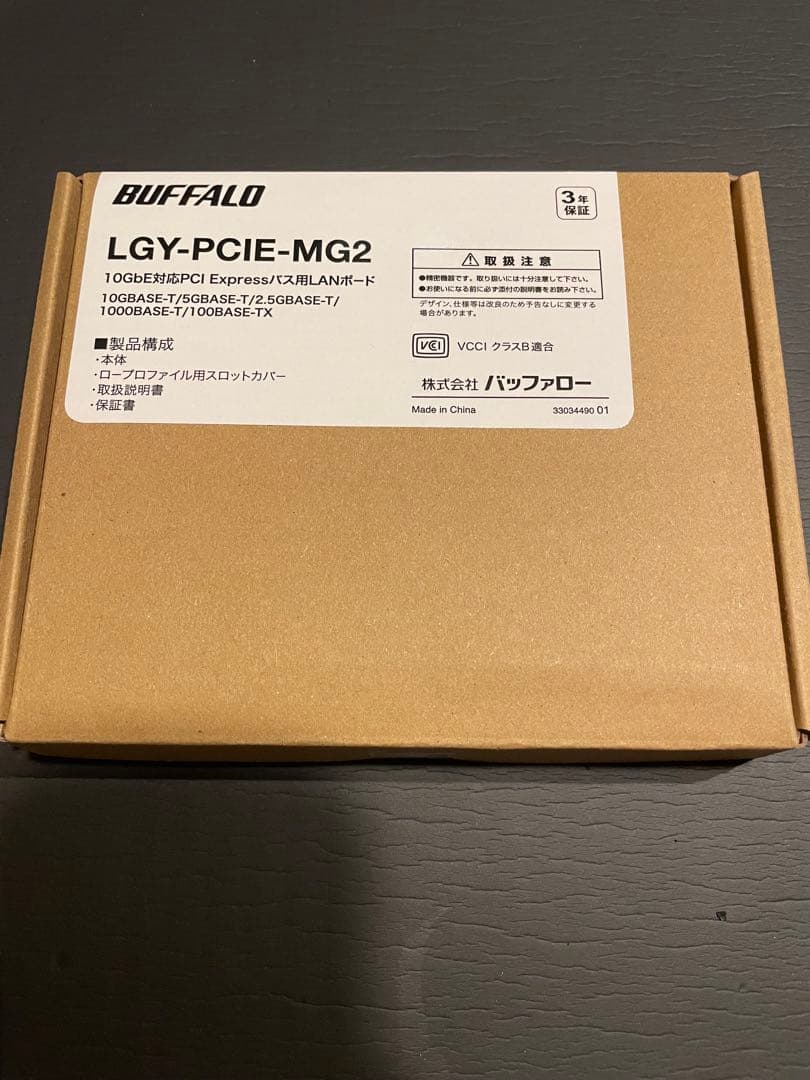 BUFFALO
3年
保証
LGY-PCIE-MG2
10GbE対応PCI Expressバス用LANボード
10GBASE-T/5GBASE-T/2.5GBASE-T/
1000BASE-T/100BASE-TX
■製品構成
・本体
・ロープロファイル用スロットカバー
・取扱説明書
・保証書
⚠取扱注意
●精密機器です。取り扱いには十分注意して下さい。
●お使いになる前に必ず添付の説明書をお読み下さい。
デザイン、仕様等は改良のため予告なしに変更する
場合があります。
VCI VCCI クラスB適合
株式会社 バッファロー
Made in China 33034490 01